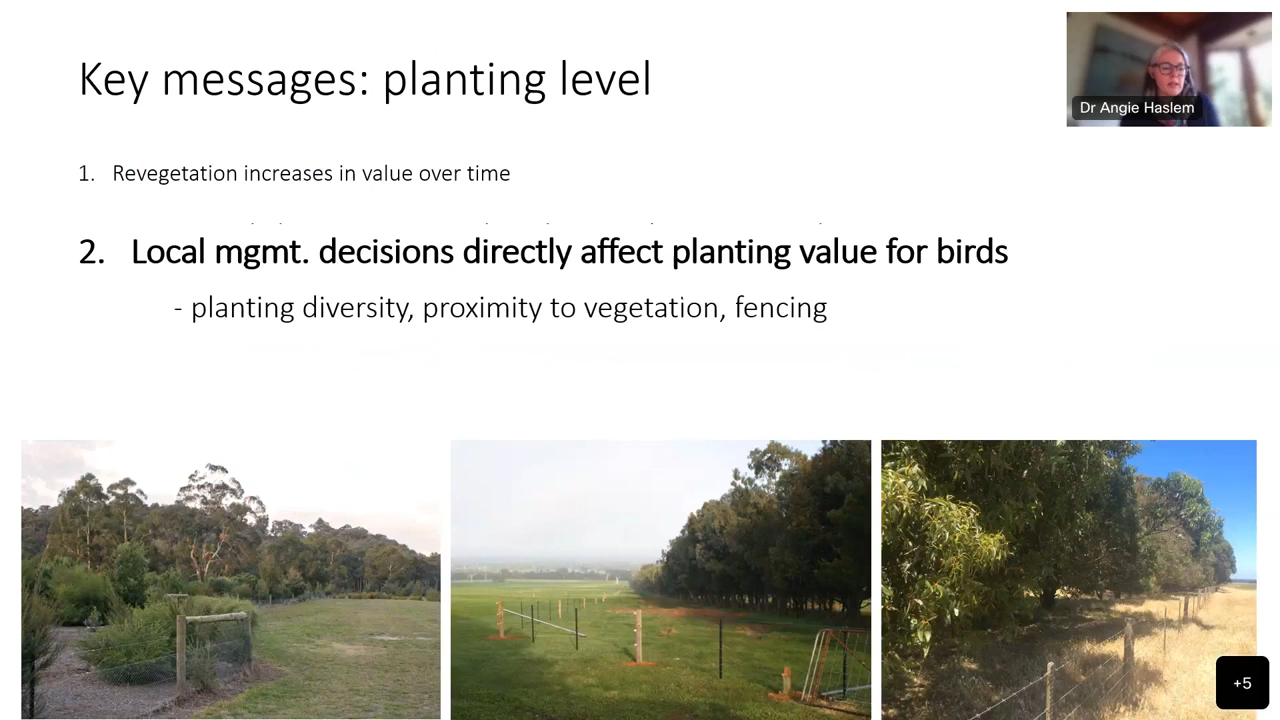 Key messages: planting level
Dr Angie Haslem
1. Revegetation increases in value over time
2. Local mgmt. decisions directly affect planting value for birds
- planting diversity, proximity to vegetation, fencing
+5